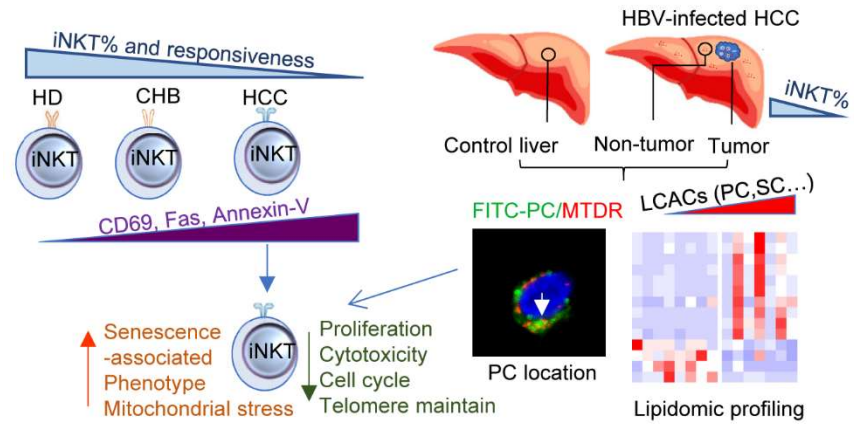 iNKT% and responsiveness
HD
CHB
HCC
iNKT
iNKT
iNKT
CD69, Fas, Annexin-V
Senescence
-associated
Phenotype
Mitochondrial stress
iNKT
Proliferation
Cytotoxicity
Cell cycle
Telomere maintain
HBV-infected HCC
iNKT%
Control liver
Non-tumor
Tumor
FITC-PC/MTDR
LCACs (PC,SC...)
PC location
Lipidomic profiling